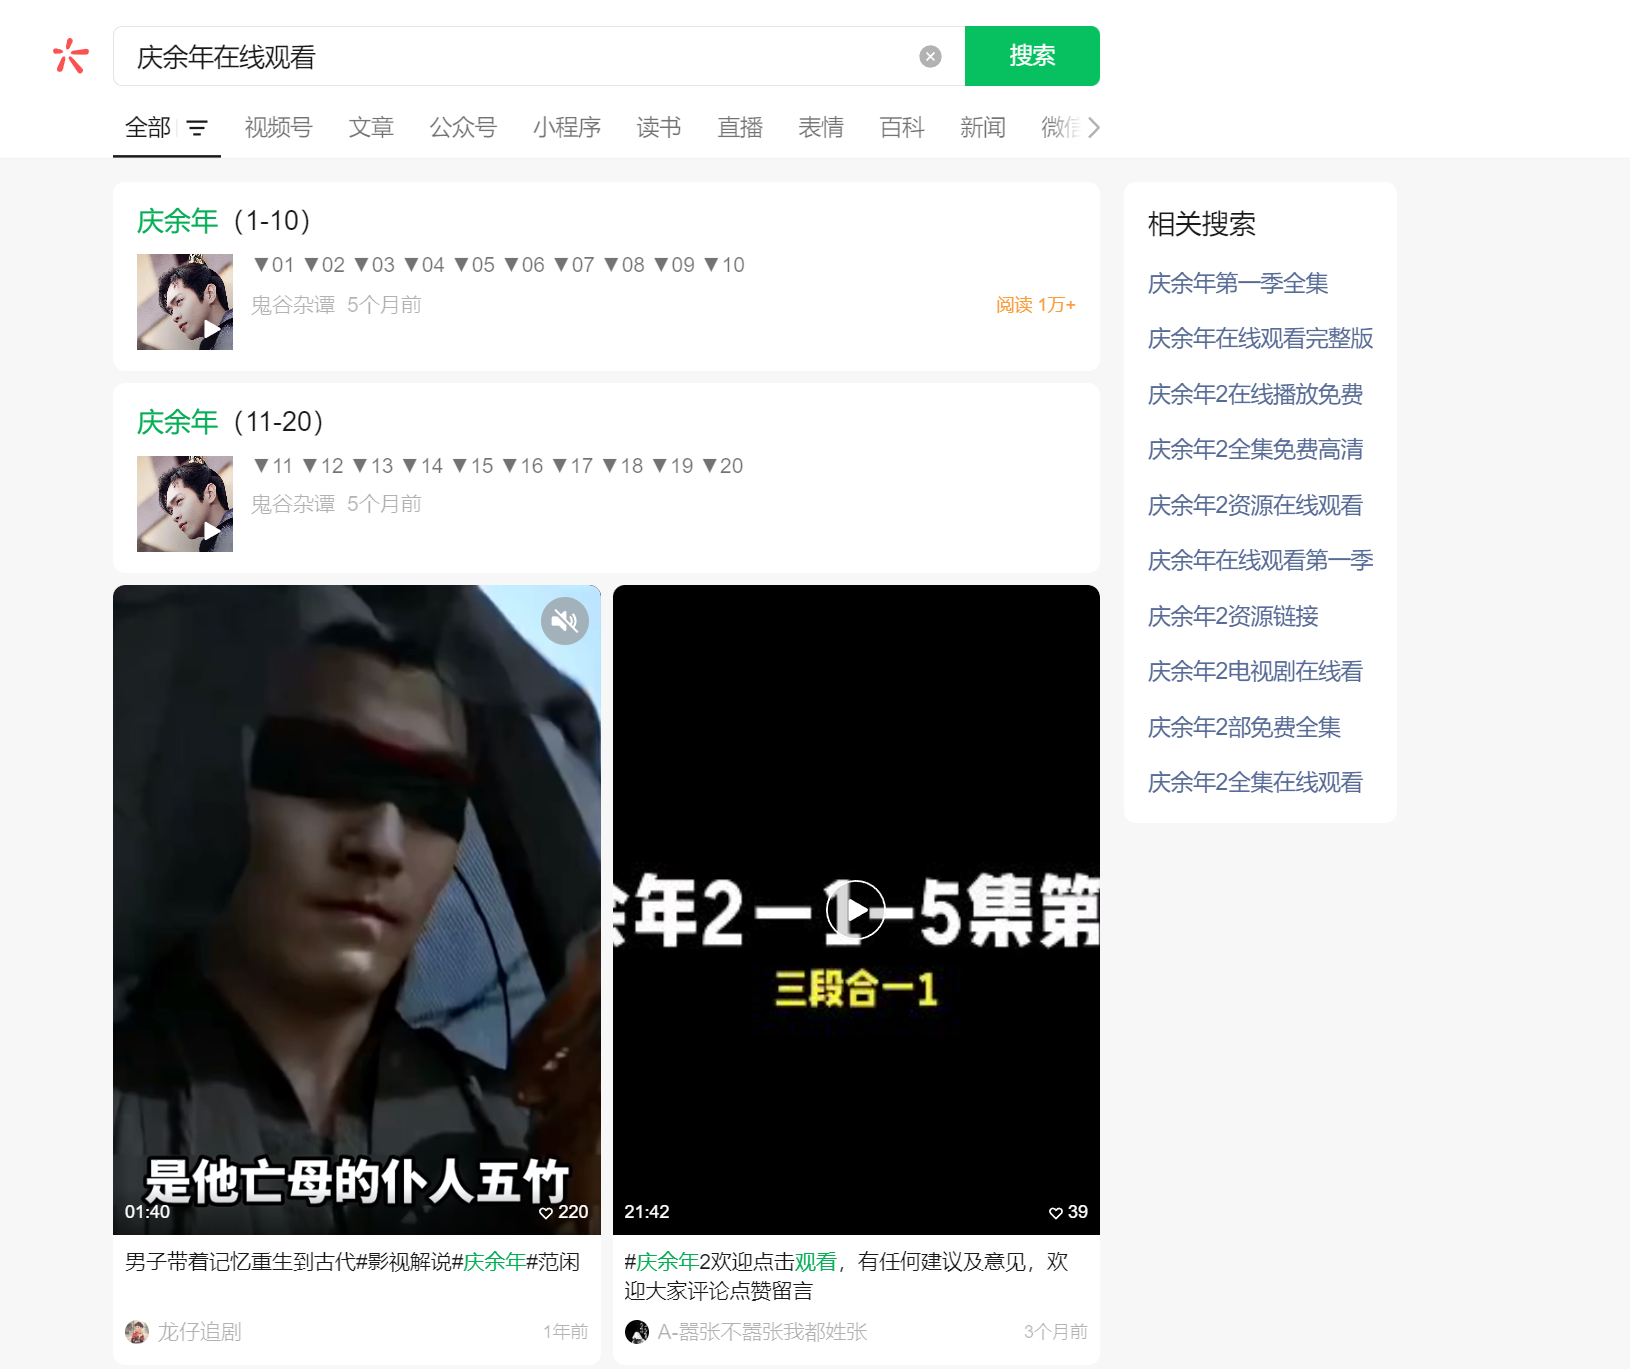 庆余年在线观看
搜索
全部 视频号 文章 公众号 小程序 读书 直播 表情 百科 新闻 微信
庆余年（1-10）
▼01 ▼02 ▼03 ▼04 ▼05 ▼06 ▼07 ▼08 ▼09 ▼10
鬼谷杂谭 5个月前
阅读 1万+
庆余年（11-20）
▼11 ▼12 ▼13 ▼14 ▼15 ▼16 ▼17 ▼18 ▼19 ▼20
鬼谷杂谭 5个月前
是他亡母的仆人五竹
01:40
220
男子带着记忆重生到古代#影视解说#庆余年#范闲
龙仔追剧
1年前
余年2一1一5集第
三段合一1
21:42
39
#庆余年2欢迎点击观看，有任何建议及意见，欢
迎大家评论点赞留言
A-嚣张不嚣张我都姓张
3个月前
相关搜索
庆余年第一季全集
庆余年在线观看完整版
庆余年2在线播放免费
庆余年2全集免费高清
庆余年2资源在线观看
庆余年在线观看第一季
庆余年2资源链接
庆余年2电视剧在线看
庆余年2部免费全集
庆余年2全集在线观看